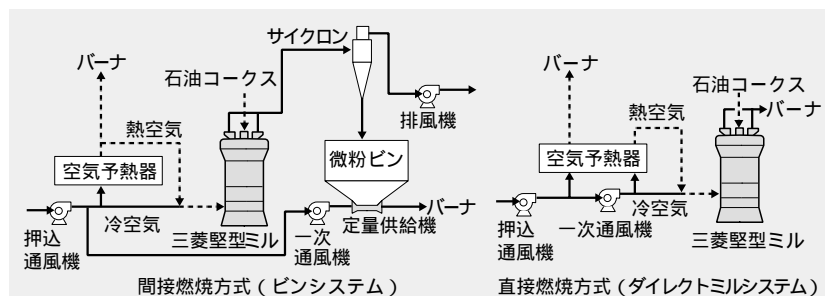 サイクロン
バーナ
石油コークス
熱空気
排風機
空気予熱器
微粉ビン
バーナ
冷空気
定量供給機
押込
通風機
三菱堅型ミル
一次
通風機
間接燃焼方式(ビンシステム)
バーナ
石油コークス
バーナ
熱空気
空気予熱器
冷空気
押込
通風機
一次通風機
三菱堅型ミル
直接燃焼方式(ダイレクトミルシステム)